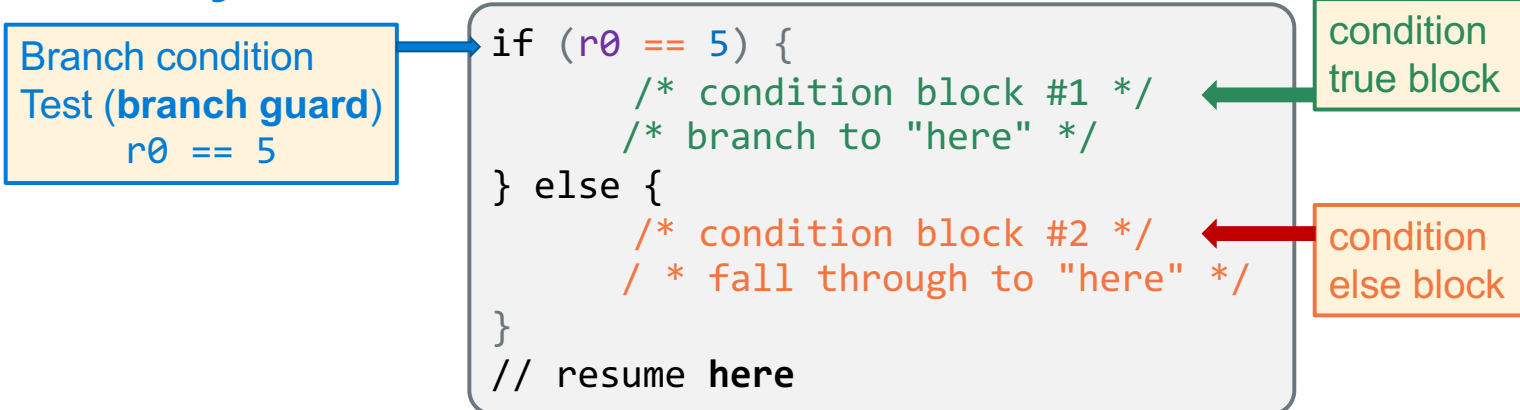 Branch condition
Test (branch guard)
r0 == 5
if (r0 == 5) {
/* condition block #1 */
/* branch to "here" */
} else {
/* condition block #2 */
/ * fall through to "here" */
}
// resume here
condition
true block
condition
else block